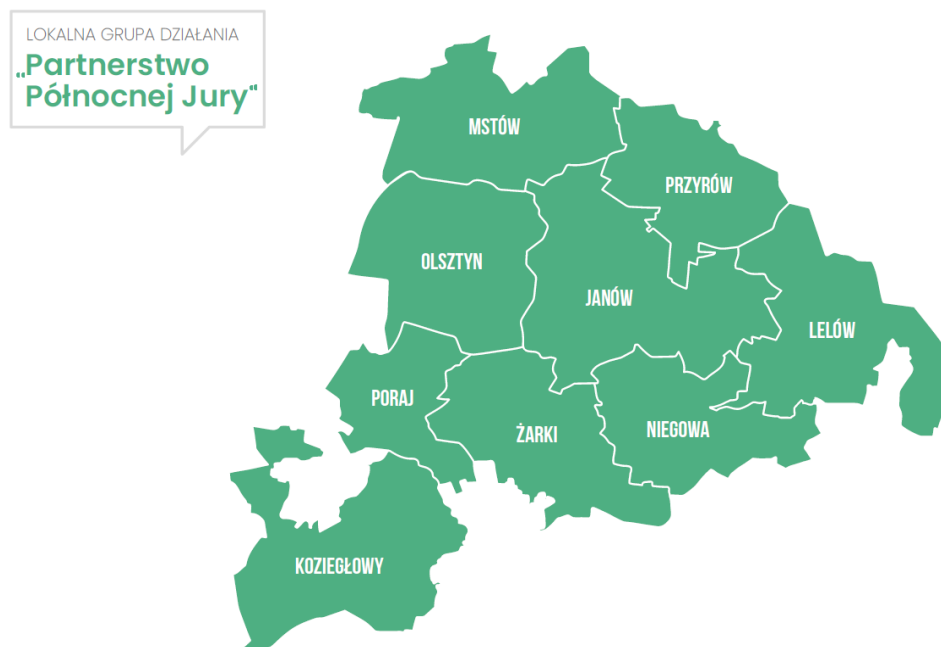 LOKALNA GRUPA DZIAŁANIA
„Partnerstwo
Północnej Jury"
MSTÓW
PRZYRÓW
OLSZTYN
JANÓW
LELÓW
PORAJ
ŻARKI
NIEGOWA
KOZIEGŁOWY